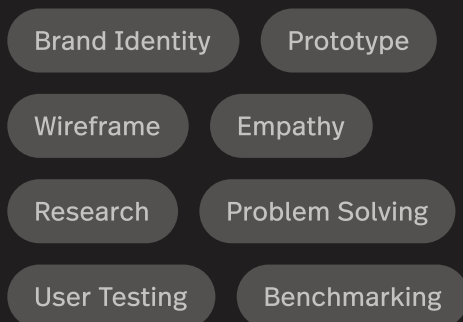 Brand Identity Prototype
Wireframe Empathy
Research Problem Solving
User Testing Benchmarking